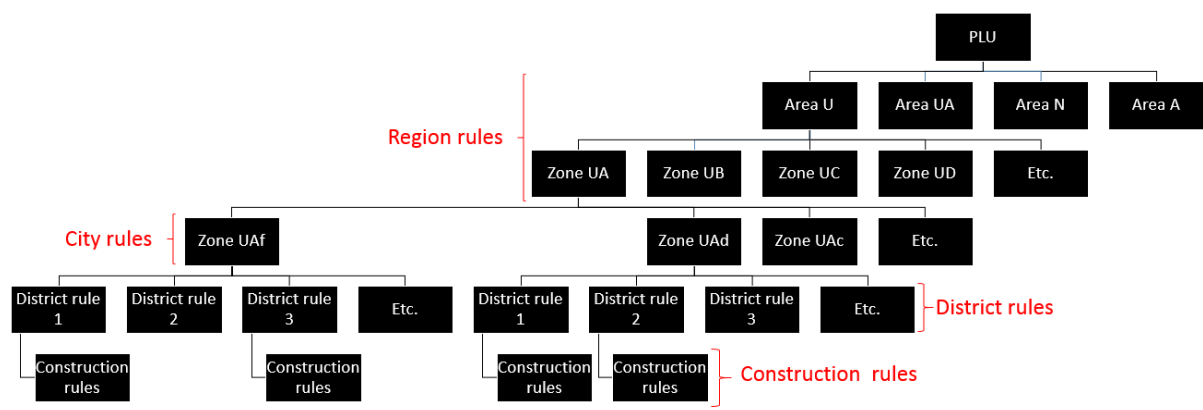 PLU
Area U
Area UA
Area N
Area A
Region rules
Zone UA
Zone UB
Zone UC
Zone UD
Etc.
City rules
Zone UAf
Zone UAd
Zone UAc
Etc.
District rule
1
District rule
2
District rule
3
Etc.
District rule
1
District rule
2
District rule
3
Etc.
District rules
Construction
rules
Construction
rules
Construction
rules
Construction
rules
Construction rules